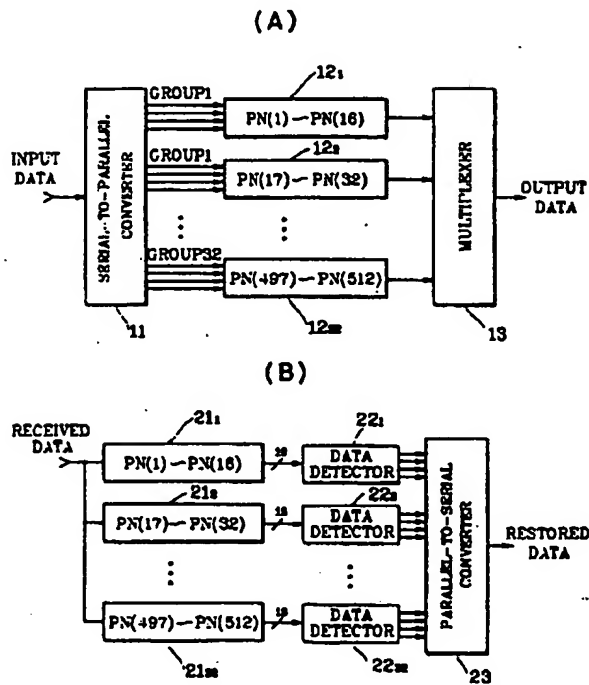 (A)
GROUP1
12₁
PN(1) ─ PN(16)
INPUT
DATA
SERIAL-TO-PARALLEL
CONVERTER
GROUP1
12₂
PN(17) ─ PN(32)
MULTIPLEXER
OUTPUT
DATA
GROUP32
PN(497) ─ PN(512)
11
12₃₂
13
(B)
RECEIVED
DATA
21₁
22₁
PN(1) ─ PN(16)
16
DATA
DETECTOR
21₂
22₂
PN(17) ─ PN(32)
16
DATA
DETECTOR
PARALLEL-TO-SERIAL
CONVERTER
RESTORED
DATA
PN(497) ─ PN(512)
16
DATA
DETECTOR
21₃₂
22₃₂
23